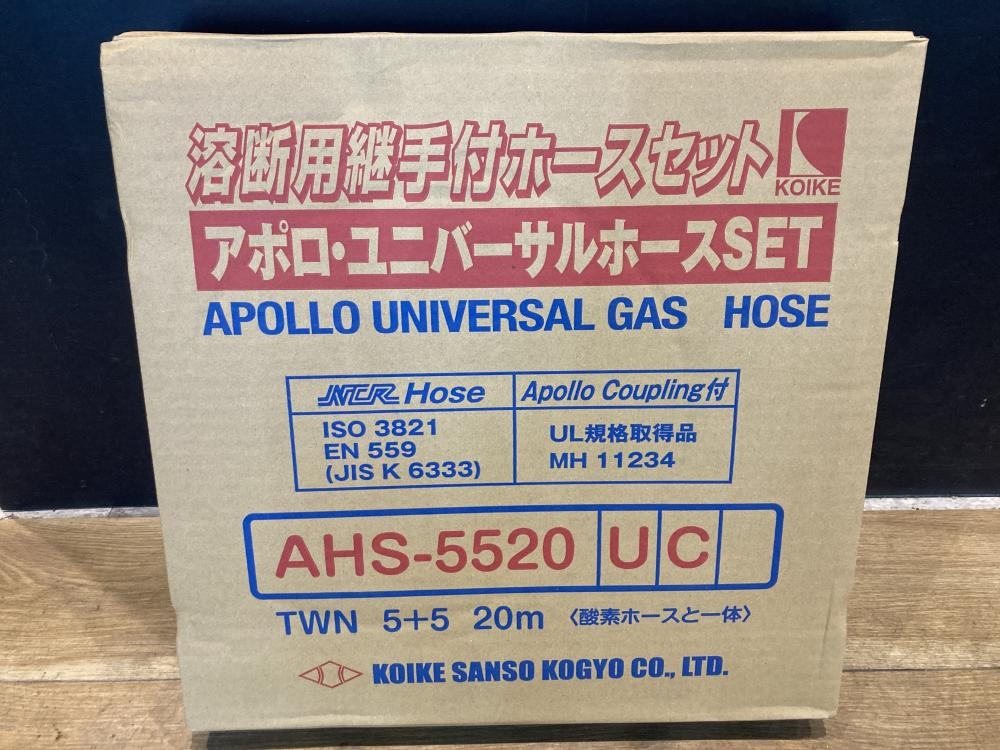 溶断用継手付ホースセット
KOIKE
アポロ・ユニバーサルホースSET
APOLLO UNIVERSAL GAS HOSE
NCR Hose
Apollo Coupling付
ISO 3821
EN 559
(JIS K 6333)
UL規格取得品
MH 11234
AHS-5520 U C
TWN 5+5 20m 〈酸素ホースと一体〉
KOIKE SANSO KOGYO CO., LTD.